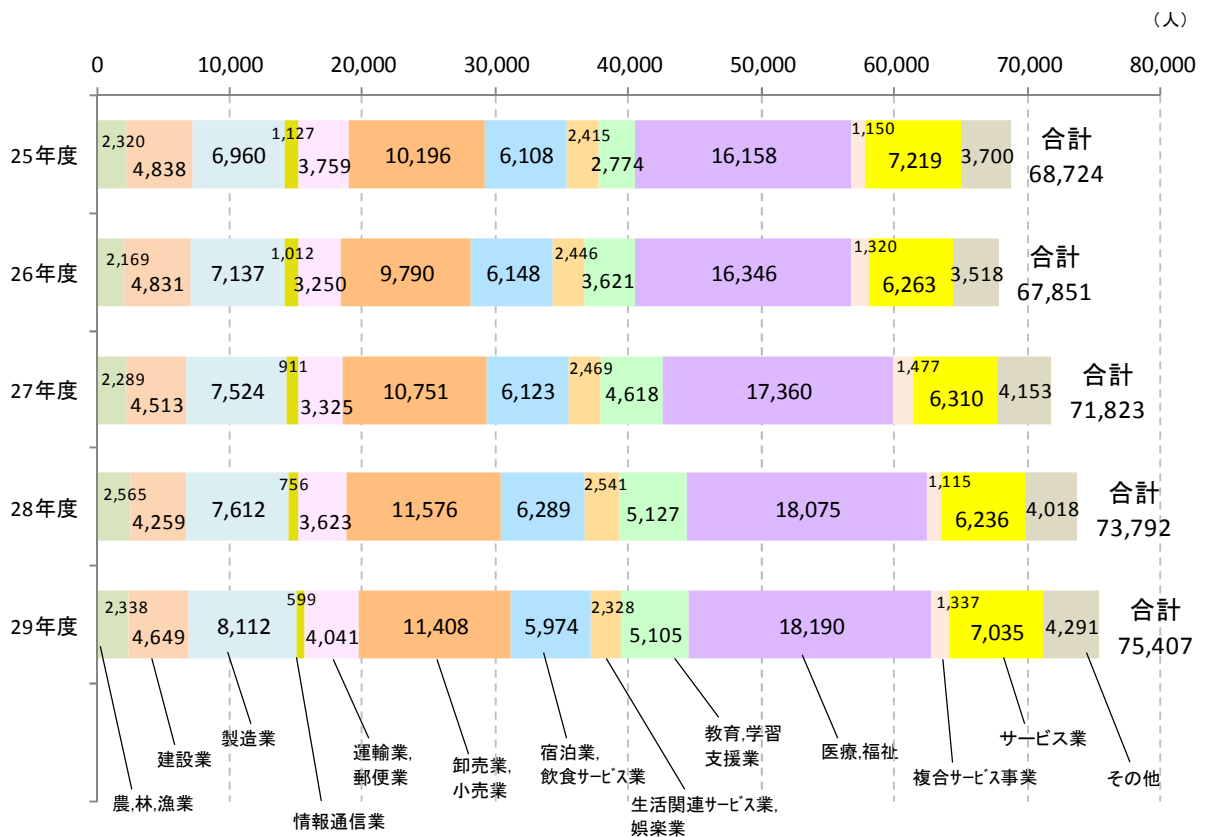 （人）
0 10,000 20,000 30,000 40,000 50,000 60,000 70,000 80,000
25年度
2,320 4,838 6,960 1,127 3,759 10,196 6,108 2,415 2,774 16,158 1,150 7,219 3,700
合計
68,724
26年度
2,169 4,831 7,137 1,012 3,250 9,790 6,148 2,446 3,621 16,346 1,320 6,263 3,518
合計
67,851
27年度
2,289 4,513 7,524 911 3,325 10,751 6,123 2,469 4,618 17,360 1,477 6,310 4,153
合計
71,823
28年度
2,565 4,259 7,612 756 3,623 11,576 6,289 2,541 5,127 18,075 1,115 6,236 4,018
合計
73,792
29年度
2,338 4,649 8,112 599 4,041 11,408 5,974 2,328 5,105 18,190 1,337 7,035 4,291
合計
75,407
農,林,漁業
建設業
製造業
情報通信業
運輸業,
郵便業
卸売業,
小売業
宿泊業,
飲食サービス業
生活関連サービス業,
娯楽業
教育,学習
支援業
医療,福祉
複合サービス事業
サービス業
その他